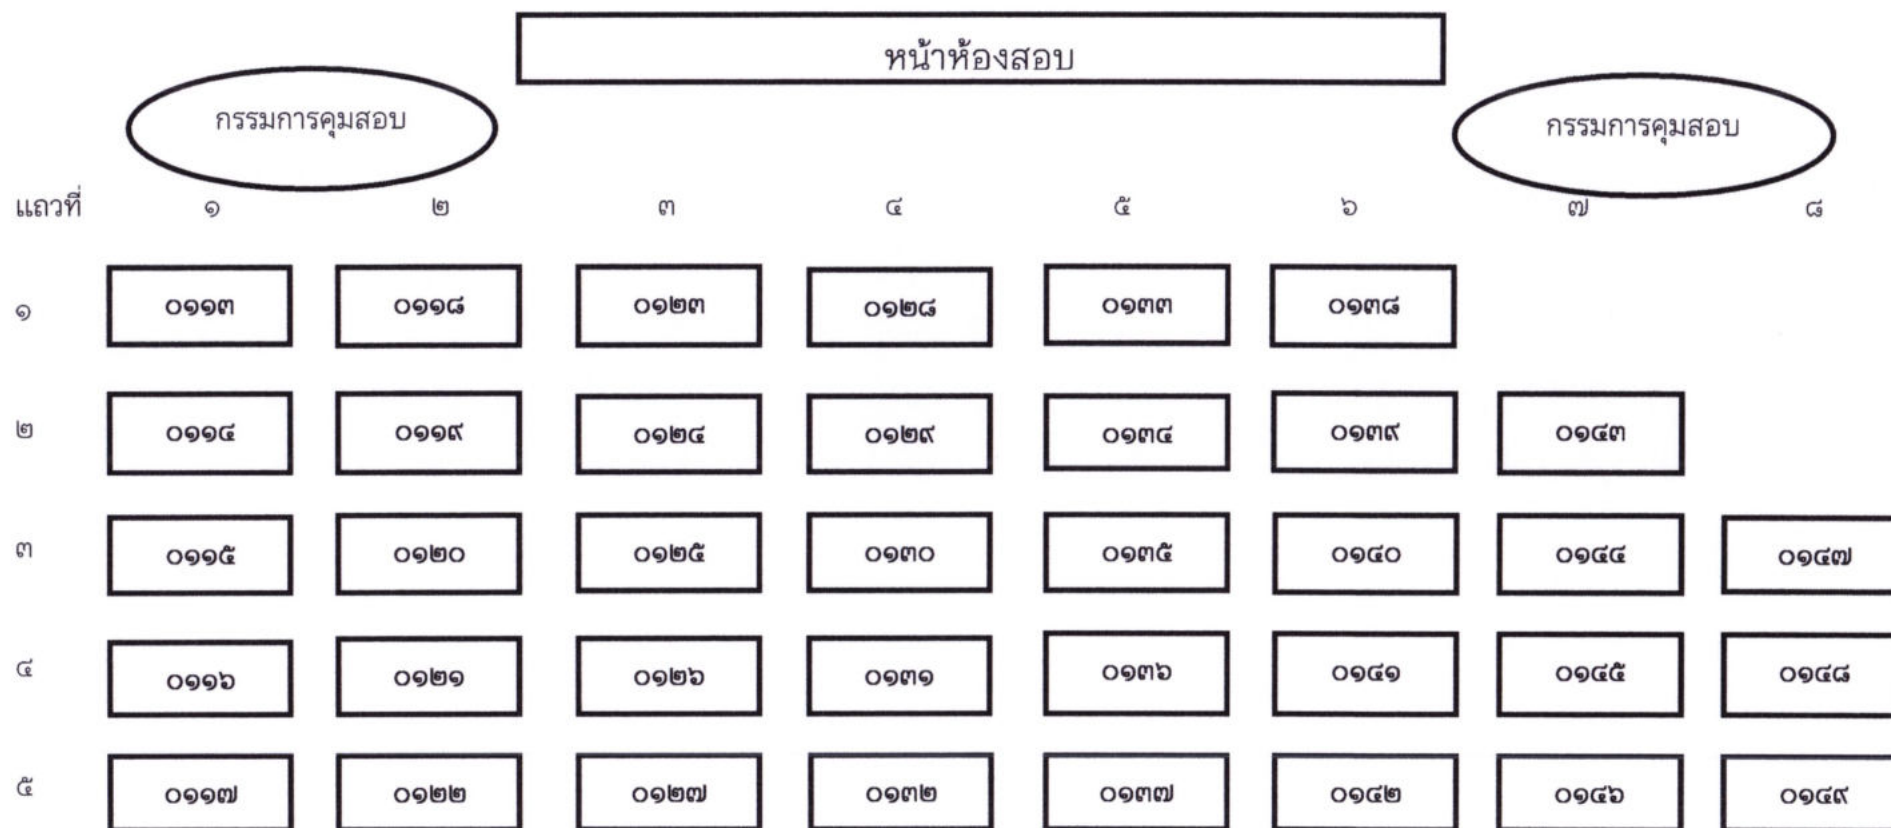 หน้าห้องสอบ
กรรมการคุมสอบ กรรมการคุมสอบ
แถวที่ ๑ ๒ ๓ ๔ ๕ ๖ ๗ ๘
๑ ๐๑๑๓ ๐๑๑๘ ๐๑๒๓ ๐๑๒๘ ๐๑๓๓ ๐๑๓๘
๒ ๐๑๑๔ ๐๑๑๙ ๐๑๒๔ ๐๑๒๙ ๐๑๓๔ ๐๑๓๙ ๐๑๔๓
๓ ๐๑๑๕ ๐๑๒๐ ๐๑๒๕ ๐๑๓๐ ๐๑๓๕ ๐๑๔๐ ๐๑๔๔ ๐๑๔๗
๔ ๐๑๑๖ ๐๑๒๑ ๐๑๒๖ ๐๑๓๑ ๐๑๓๖ ๐๑๔๑ ๐๑๔๕ ๐๑๔๘
๕ ๐๑๑๗ ๐๑๒๒ ๐๑๒๗ ๐๑๓๒ ๐๑๓๗ ๐๑๔๒ ๐๑๔๖ ๐๑๔๙